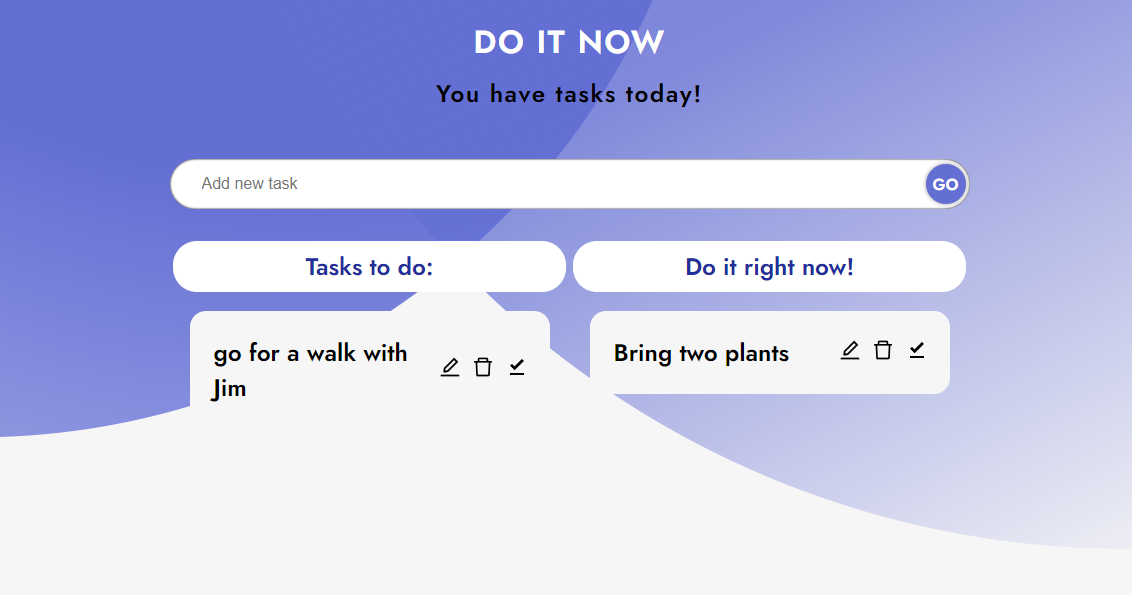 DO IT NOW
You have tasks today!
Add new task
GO
Tasks to do:
Do it right now!
go for a walk with
Jim
Bring two plants